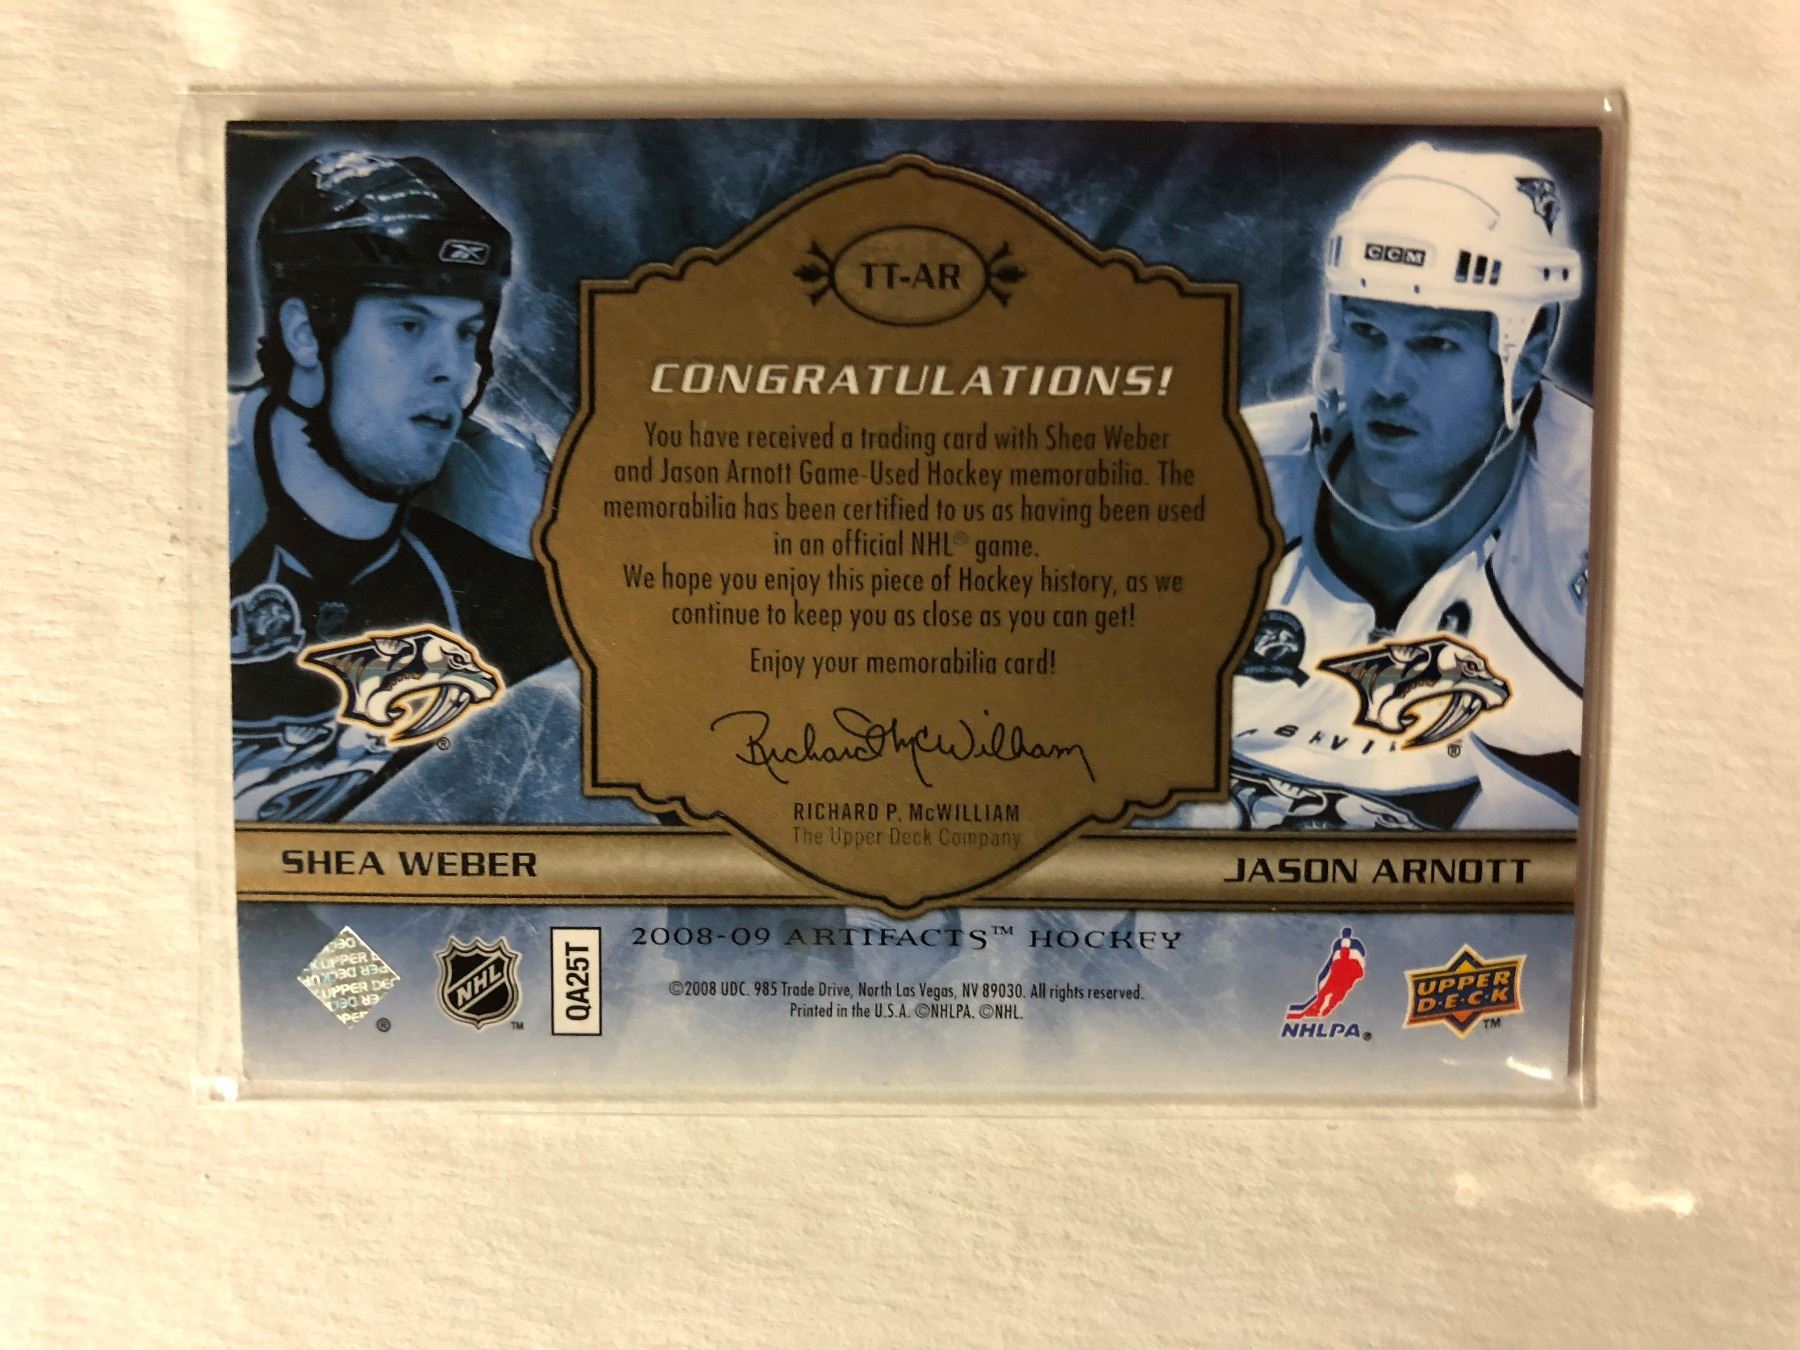 TT-AR
CCM
CONGRATULATIONS!
You have received a trading card with Shea Weber
and Jason Arnott Game-Used Hockey memorabilia. The
memorabilia has been certified to us as having been used
in an official NHL® game.
We hope you enjoy this piece of Hockey history, as we
continue to keep you as close as you can get!
Enjoy your memorabilia card!
Richard McWilliam
RICHARD P. McWILLIAM
The Upper Deck Company
SHEA WEBER
JASON ARNOTT
2008-09 ARTIFACTS™ HOCKEY
©2008 UDC. 985 Trade Drive, North Las Vegas, NV 89030. All rights reserved.
Printed in the U.S.A. ©NHLPA. ©NHL.
UPPER DECK
®
NHL
™
QA25T
NHLPA®
UPPER
D·E·C·K
™